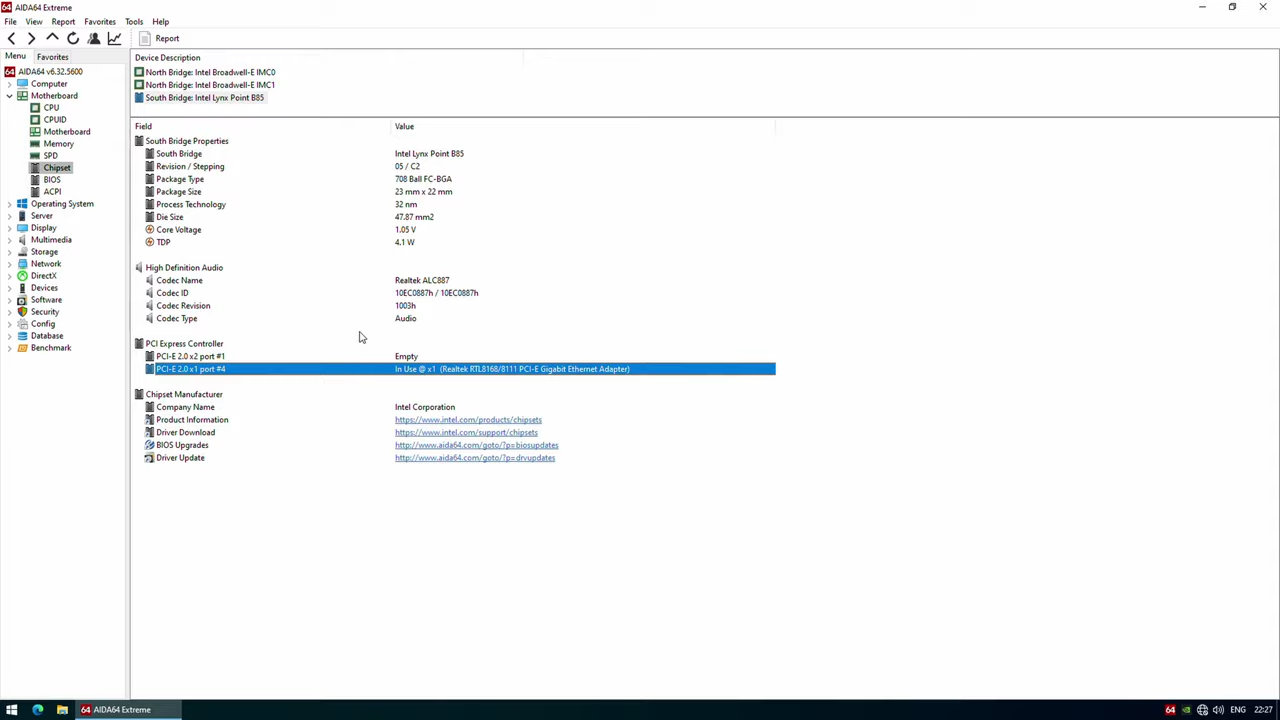 64 AIDA64 Extreme
File View Report Favorites Tools Help
Report
Menu Favorites
Device Description
64 AIDA64 v6.32.5600
Computer
Motherboard
CPU
CPUID
Motherboard
Memory
SPD
Chipset
BIOS
ACPI
Operating System
Server
Display
Multimedia
Storage
Network
DirectX
Devices
Software
Security
Config
Database
Benchmark
North Bridge: Intel Broadwell-E IMC0
North Bridge: Intel Broadwell-E IMC1
South Bridge: Intel Lynx Point B85
Field Value
South Bridge Properties
South Bridge Intel Lynx Point B85
Revision / Stepping 05 / C2
Package Type 708 Ball FC-BGA
Package Size 23 mm x 22 mm
Process Technology 32 nm
Die Size 47.87 mm2
Core Voltage 1.05 V
TDP 4.1 W
High Definition Audio
Codec Name Realtek ALC887
Codec ID 10EC0887h / 10EC0887h
Codec Revision 1003h
Codec Type Audio
PCI Express Controller
PCI-E 2.0 x2 port #1 Empty
PCI-E 2.0 x1 port #4 In Use @ x1 (Realtek RTL8168/8111 PCI-E Gigabit Ethernet Adapter)
Chipset Manufacturer
Company Name Intel Corporation
Product Information https://www.intel.com/products/chipsets
Driver Download https://www.intel.com/support/chipsets
BIOS Upgrades http://www.aida64.com/goto/?p=biosupdates
Driver Update http://www.aida64.com/goto/?p=drvupdates
64 AIDA64 Extreme 64 ENG 22:27